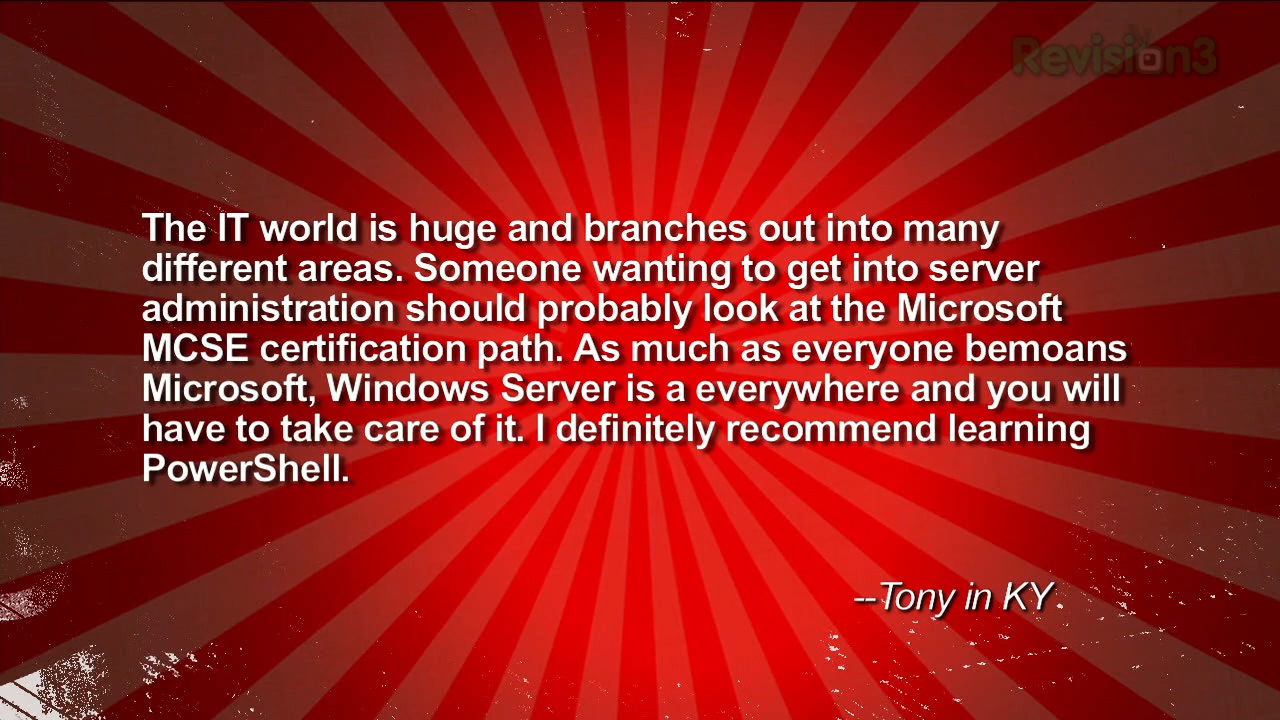 Revision3
The IT world is huge and branches out into many
different areas. Someone wanting to get into server
administration should probably look at the Microsoft
MCSE certification path. As much as everyone bemoans
Microsoft, Windows Server is a everywhere and you will
have to take care of it. I definitely recommend learning
PowerShell.
--Tony in KY